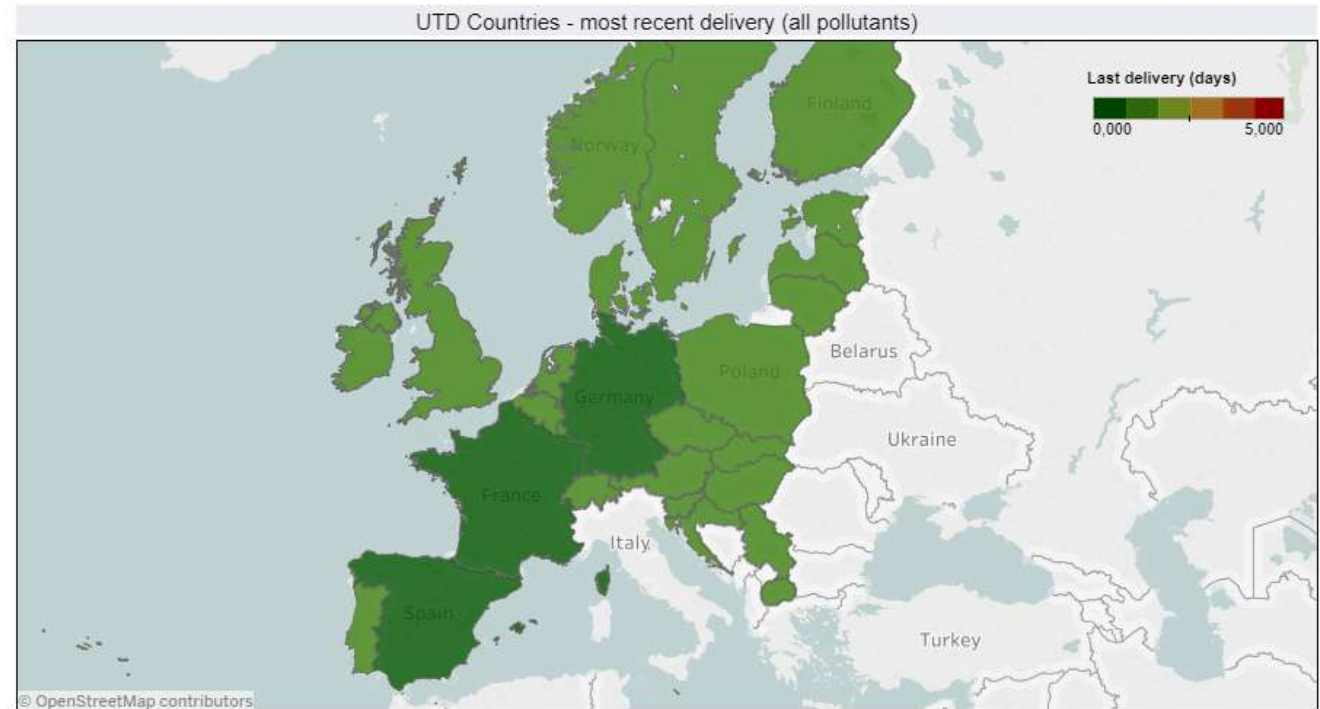 UTD Countries - most recent delivery (all pollutants)
Last delivery (days)
0,000 5,000
Finland
Norway
Belarus
Poland
Germany
Ukraine
France
Italy
Spain
Turkey
© OpenStreetMap contributors